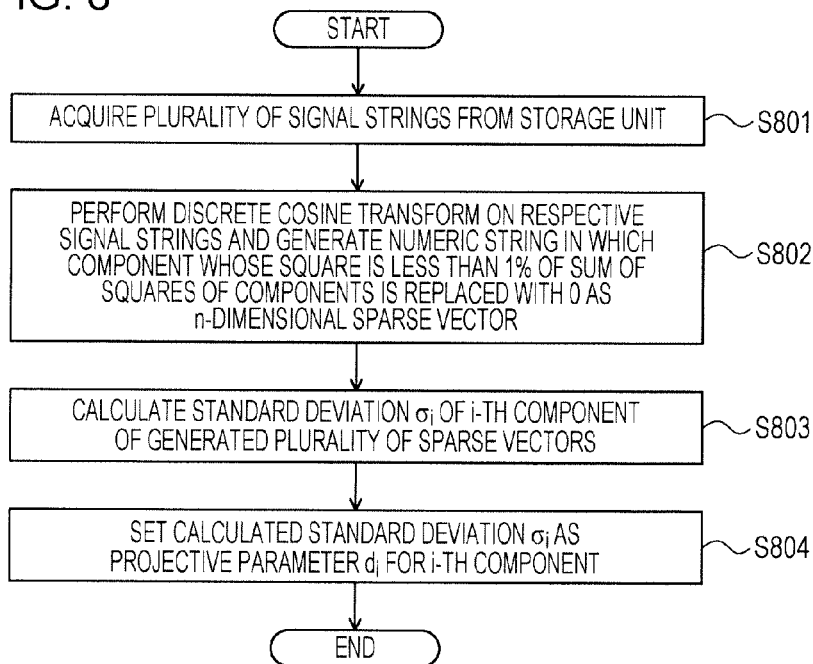 START
ACQUIRE PLURALITY OF SIGNAL STRINGS FROM STORAGE UNIT
S801
PERFORM DISCRETE COSINE TRANSFORM ON RESPECTIVE
SIGNAL STRINGS AND GENERATE NUMERIC STRING IN WHICH
COMPONENT WHOSE SQUARE IS LESS THAN 1% OF SUM OF
SQUARES OF COMPONENTS IS REPLACED WITH 0 AS
n-DIMENSIONAL SPARSE VECTOR
S802
CALCULATE STANDARD DEVIATION σi OF i-TH COMPONENT
OF GENERATED PLURALITY OF SPARSE VECTORS
S803
SET CALCULATED STANDARD DEVIATION σi AS
PROJECTIVE PARAMETER di FOR i-TH COMPONENT
S804
END